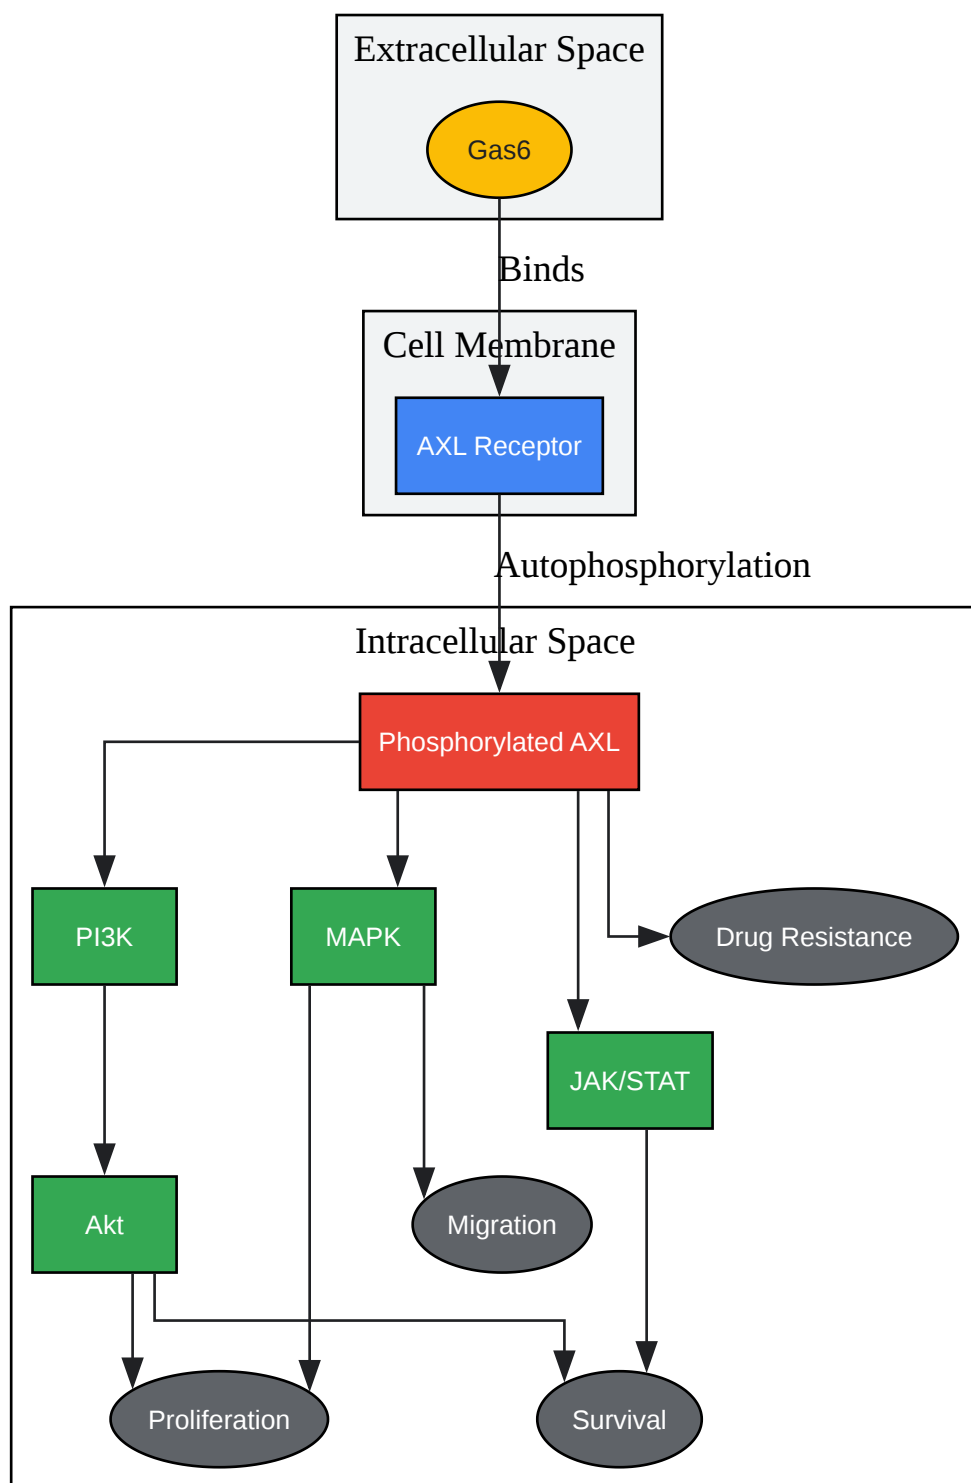 Extracellular Space
Gas6
Binds
Cell Membrane
AXL Receptor
Autophosphorylation
Intracellular Space
Phosphorylated AXL
PI3K
MAPK
Drug Resistance
JAK/STAT
Akt
Migration
Proliferation
Survival